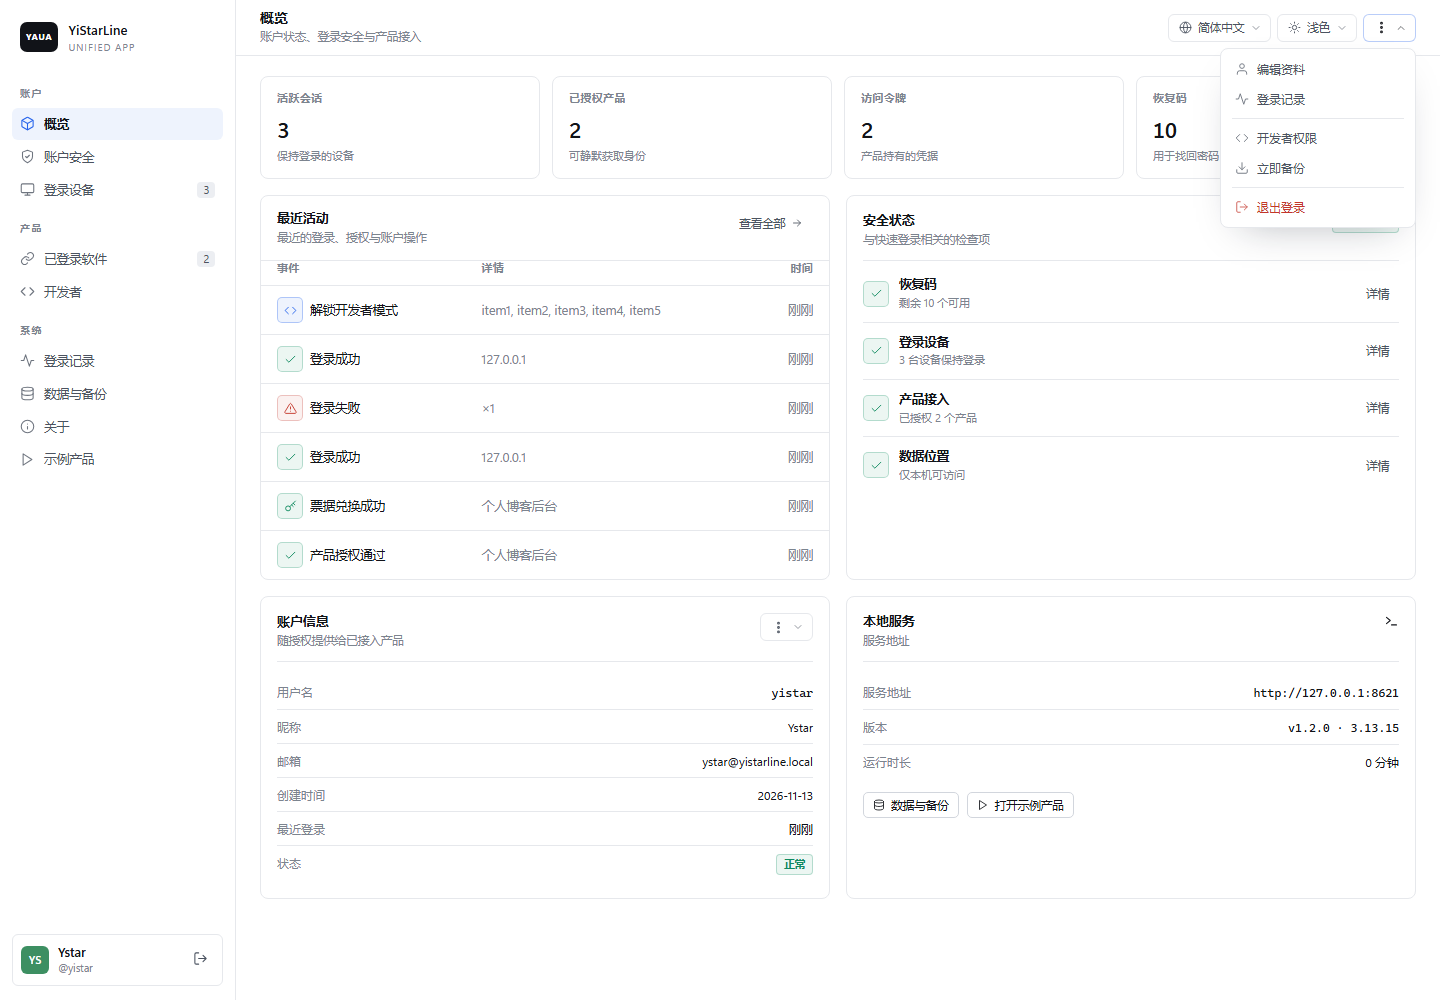 YAUA
YiStarLine
UNIFIED APP
账户
概览
账户安全
登录设备 3
产品
已登录软件 2
开发者
系统
登录记录
数据与备份
关于
示例产品
YS
Ystar
@yistar
概览
账户状态、登录安全与产品接入
简体中文
浅色
编辑资料
登录记录
开发者权限
立即备份
退出登录
活跃会话
3
保持登录的设备
已授权产品
2
可静默获取身份
访问令牌
2
产品持有的凭据
恢复码
10
用于找回密码
最近活动
最近的登录、授权与账户操作
查看全部
事件 详情 时间
解锁开发者模式 item1, item2, item3, item4, item5 刚刚
登录成功 127.0.0.1 刚刚
登录失败 ×1 刚刚
登录成功 127.0.0.1 刚刚
票据兑换成功 个人博客后台 刚刚
产品授权通过 个人博客后台 刚刚
安全状态
与快速登录相关的检查项
恢复码
剩余 10 个可用
详情
登录设备
3 台设备保持登录
详情
产品接入
已授权 2 个产品
详情
数据位置
仅本机可访问
详情
账户信息
随授权提供给已接入产品
用户名 yistar
昵称 Ystar
邮箱 ystar@yistarline.local
创建时间 2026-11-13
最近登录 刚刚
状态 正常
本地服务
服务地址
服务地址 http://127.0.0.1:8621
版本 v1.2.0 · 3.13.15
运行时长 0 分钟
数据与备份
打开示例产品